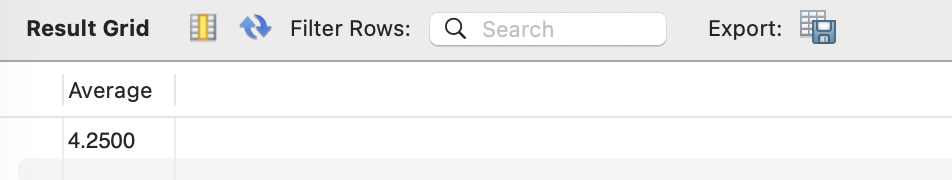 Result Grid Filter Rows: Search Export:
Average
4.2500